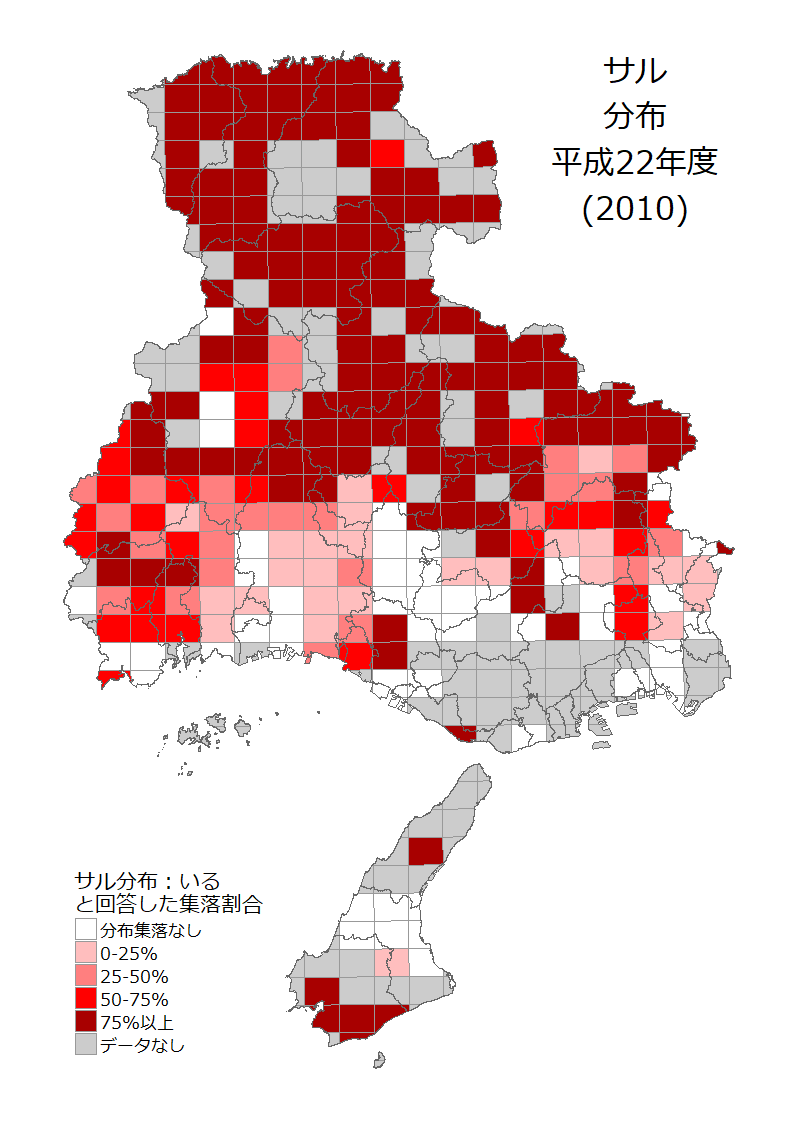 サル
分布
平成22年度
(2010)
サル分布：いる
と回答した集落割合
分布集落なし
0-25%
25-50%
50-75%
75%以上
データなし